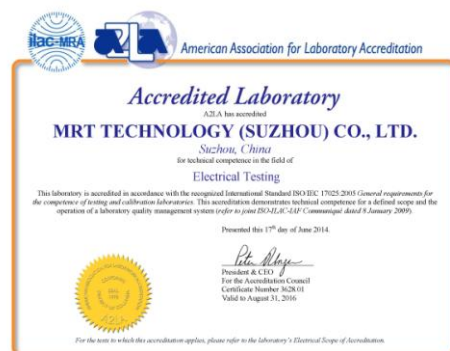 ilac-MRA
A2LA
American Association for Laboratory Accreditation
Accredited Laboratory
A2LA has accredited
MRT TECHNOLOGY (SUZHOU) CO., LTD.
Suzhou, China
for technical competence in the field of
Electrical Testing
This laboratory is accredited in accordance with the recognized International Standard ISO/IEC 17025:2005 General requirements for
the competence of testing and calibration laboratories. This accreditation demonstrates technical competence for a defined scope and the
operation of a laboratory quality management system (refer to joint ISO-ILAC-IAF Communiqué dated 8 January 2009).
Presented this 17th day of June 2014.
President & CEO
For the Accreditation Council
Certificate Number 3628.01
Valid to August 31, 2016
A2LA
For the tests to which this accreditation applies, please refer to the laboratory's Electrical Scope of Accreditation.